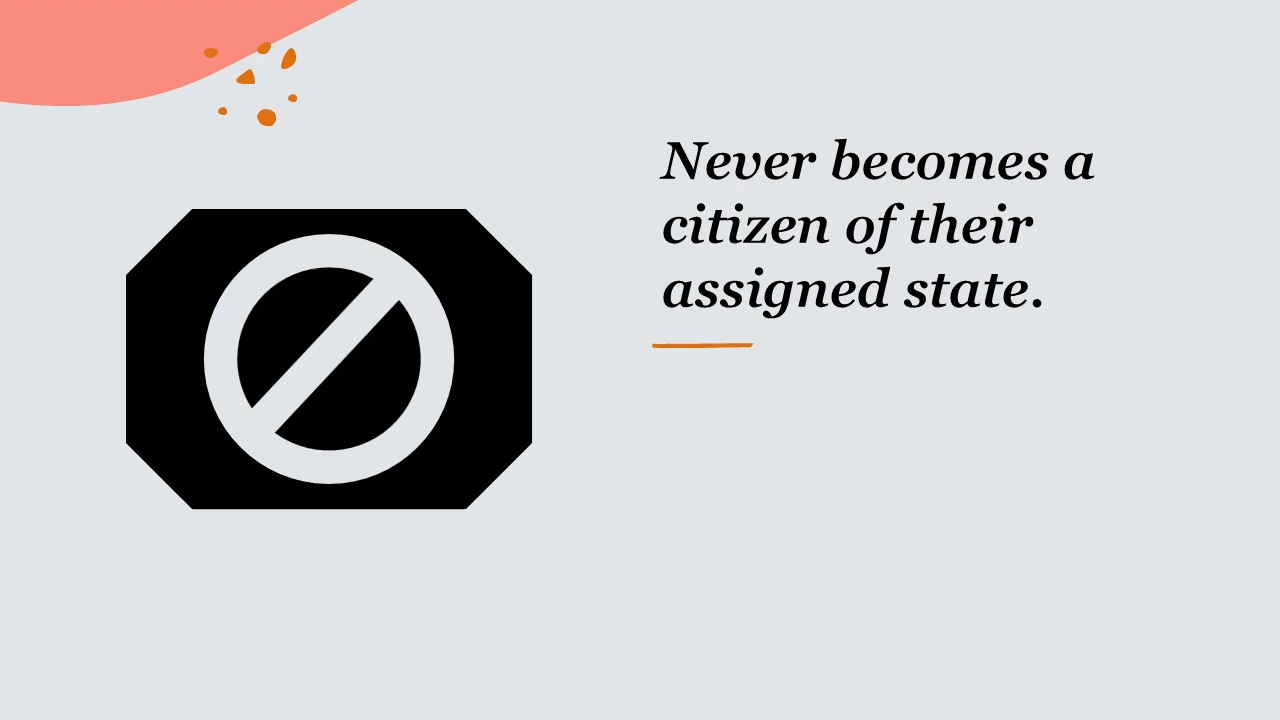 Never becomes a
citizen of their
assigned state.